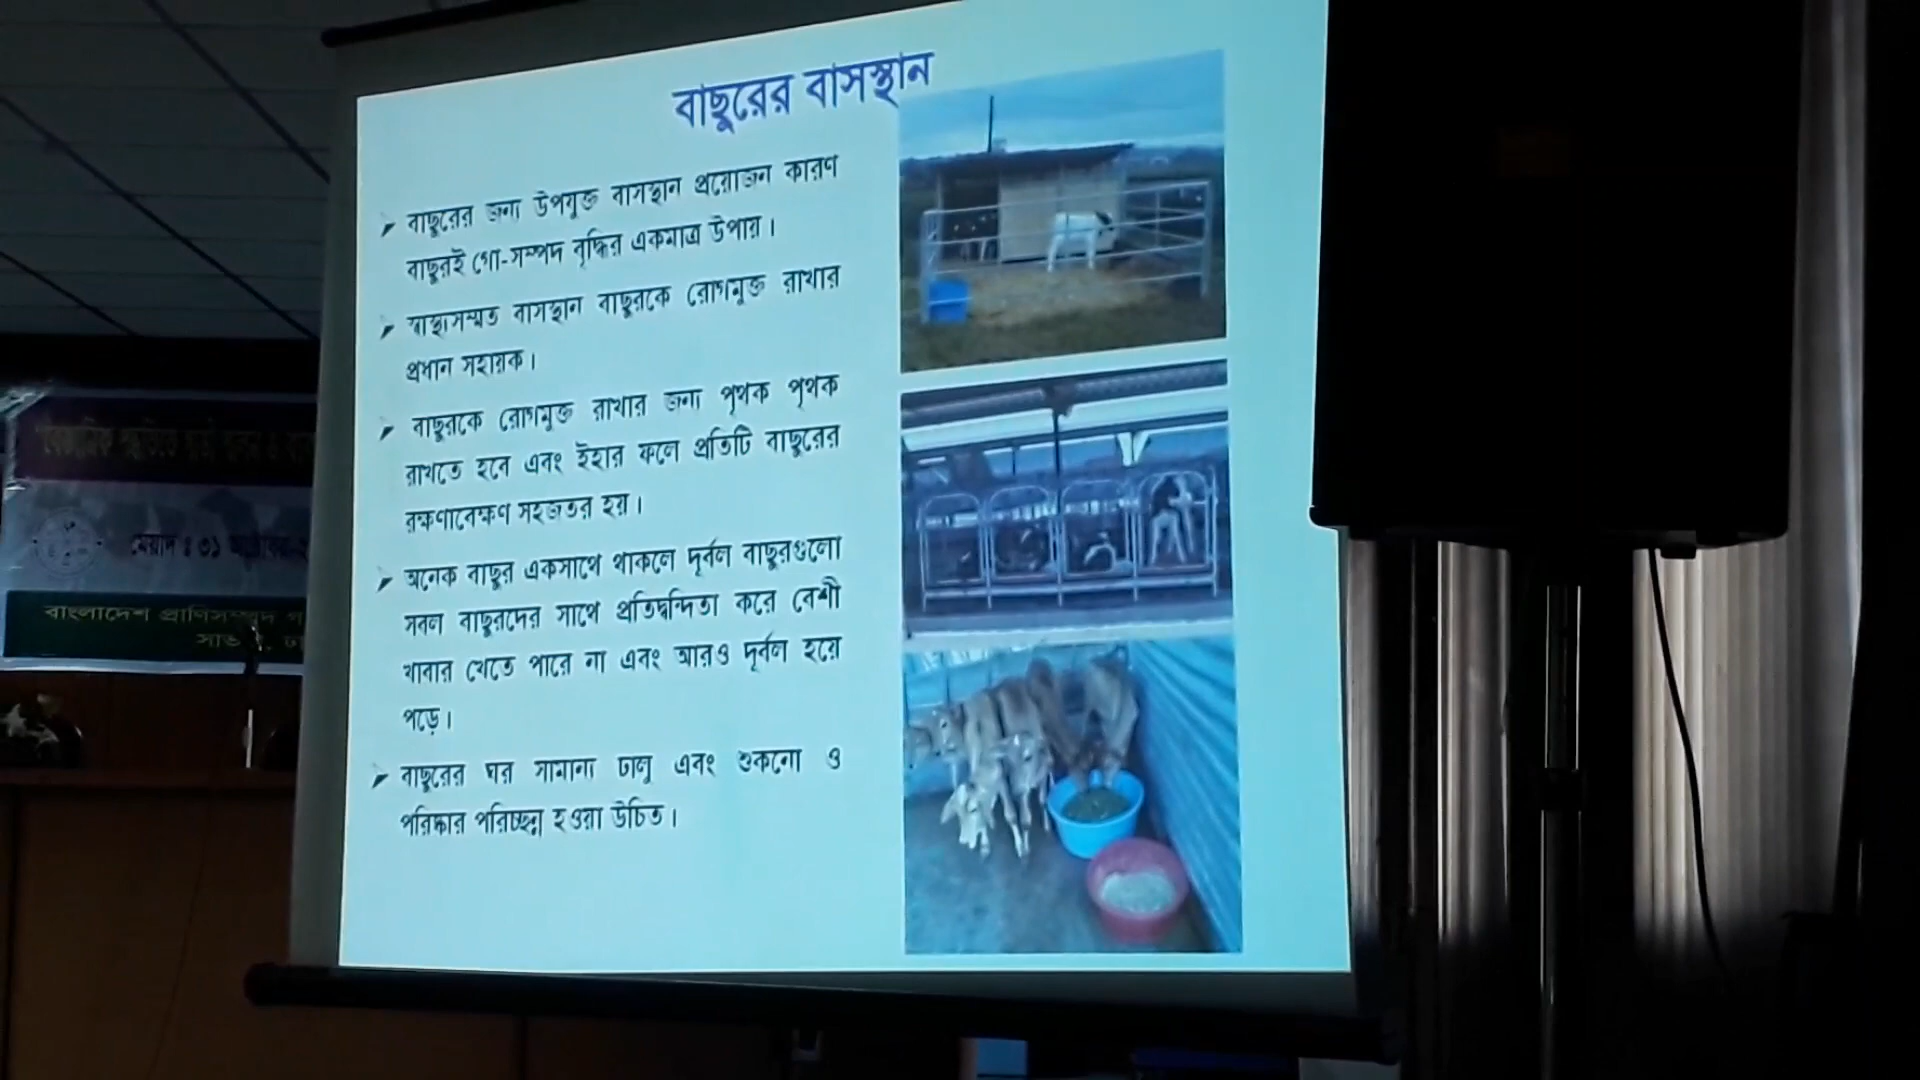 বাছুরের বাসস্থান
বাছুরের জন্য উপযুক্ত বাসস্থান প্রয়োজন কারণ
বাছুরই গো-সম্পদ বৃদ্ধির একমাত্র উপায়।
স্বাস্থ্যসম্মত বাসস্থান বাছুরকে রোগমুক্ত রাখার
প্রধান সহায়ক।
বাছুরকে রোগমুক্ত রাখার জন্য পৃথক পৃথক
রাখতে হবে এবং ইহার ফলে প্রতিটি বাছুরের
রক্ষণাবেক্ষণ সহজতর হয়।
অনেক বাছুর একসাথে থাকলে দূর্বল বাছুরগুলো
সবল বাছুরদের সাথে প্রতিদ্বন্দিতা করে বেশী
খাবার খেতে পারে না এবং আরও দূর্বল হয়ে
পড়ে।
বাছুরের ঘর সামান্য ঢালু এবং শুকনো ও
পরিষ্কার পরিচ্ছন্ন হওয়া উচিত।
মেয়াদ ঃ ৩১
বাংলাদেশ প্রাণিসম্পদ